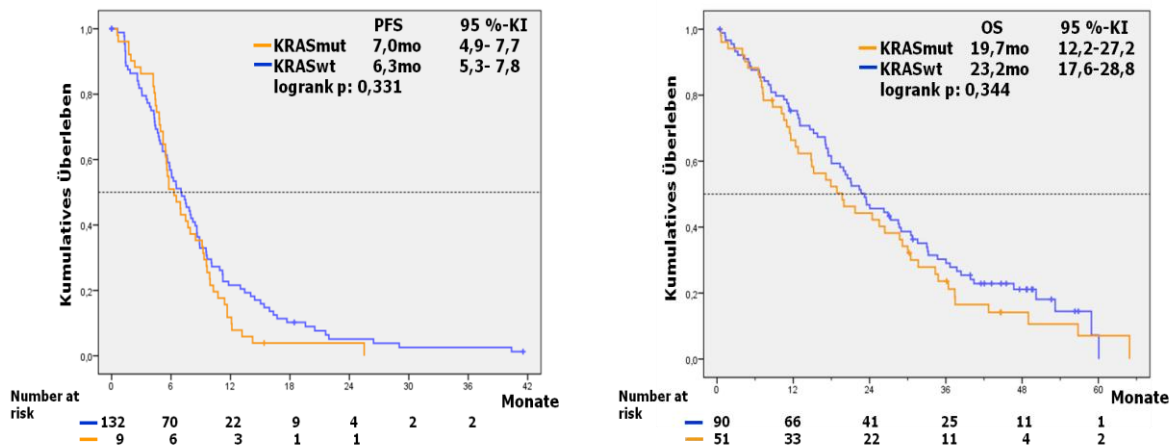 PFS 95 %-KI
KRASmut 7,0mo 4,9- 7,7
KRASwt 6,3mo 5,3- 7,8
logrank p: 0,331
Kumulatives Überleben
1,0
0,8
0,6
0,4
0,2
0,0
0 6 12 18 24 30 36 42
Monate
Number at risk
132 70 22 9 4 2 2
9 6 3 1 1
OS 95 %-KI
KRASmut 19,7mo 12,2-27,2
KRASwt 23,2mo 17,6-28,8
logrank p: 0,344
Kumulatives Überleben
1,0
0,8
0,6
0,4
0,2
0,0
0 12 24 36 48 60
Monate
Number at
risk
90 66 41 25 11 1
51 33 22 11 4 2